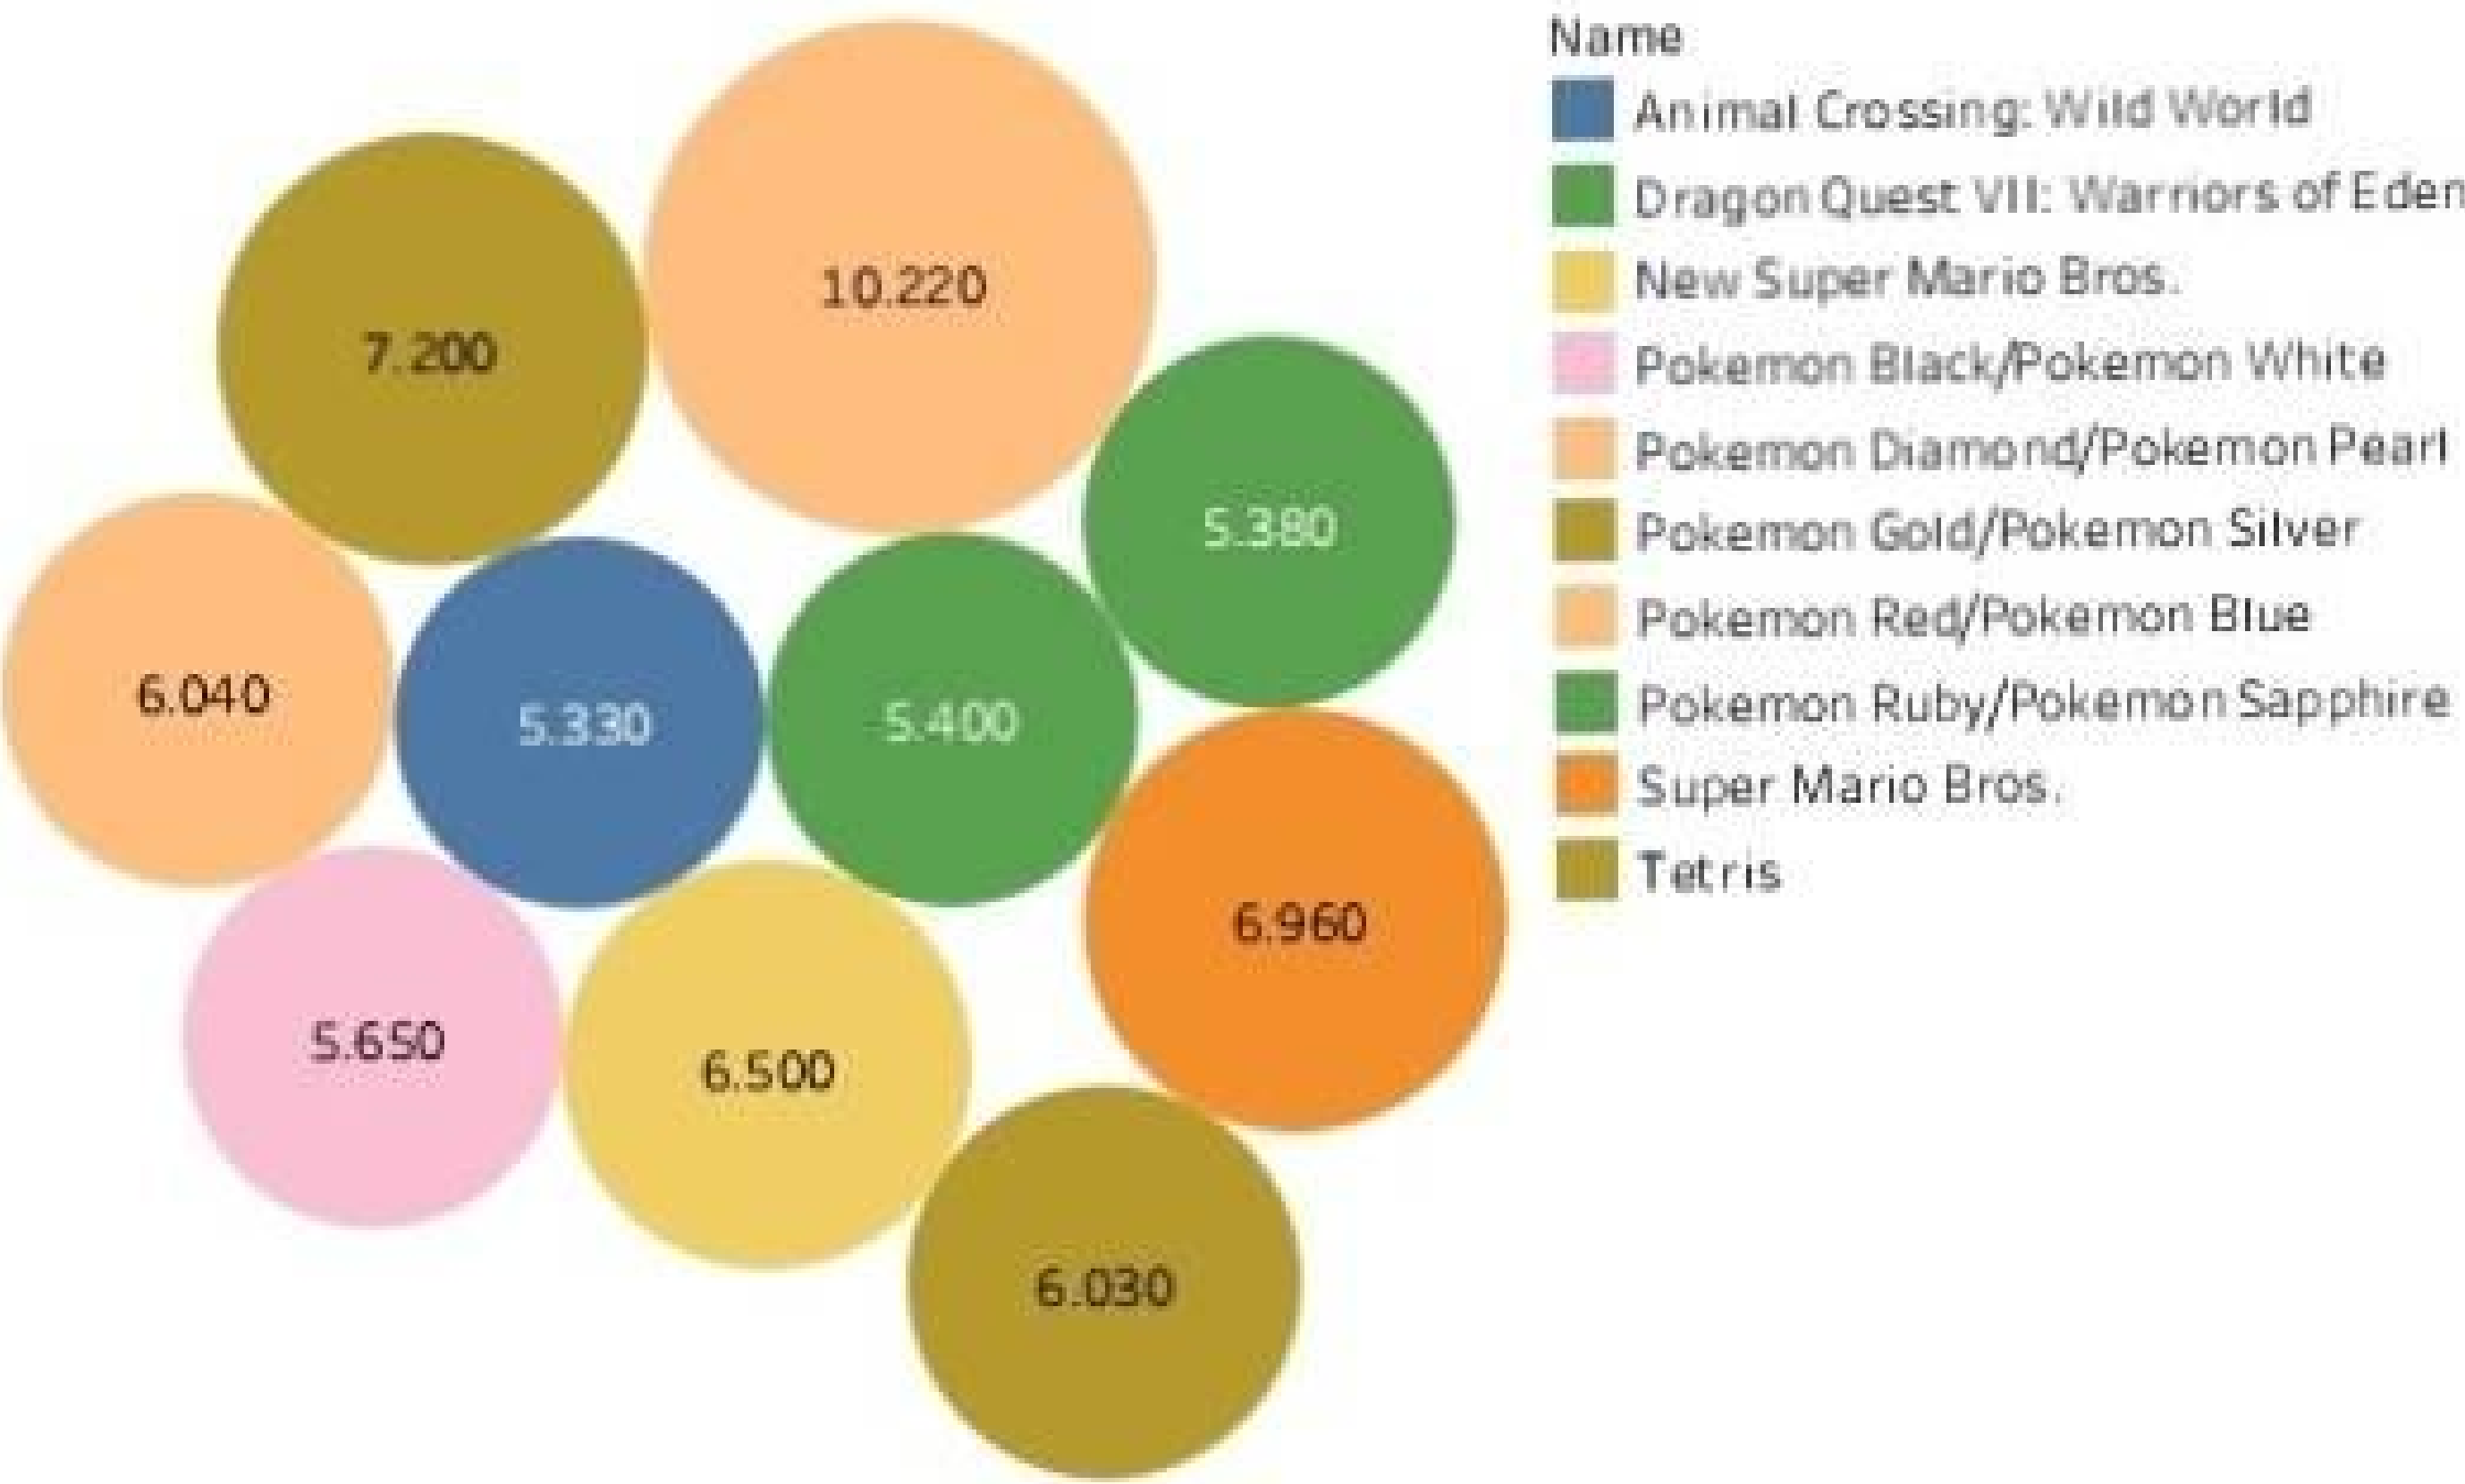 10.220
7.200
5.380
6.040
5.330
5.400
6.960
5.650
6.500
6.030
Name
Animal Crossing: Wild World
Dragon Quest VII: Warriors of Eden
New Super Mario Bros.
Pokemon Black/Pokemon White
Pokemon Diamond/Pokemon Pearl
Pokemon Gold/Pokemon Silver
Pokemon Red/Pokemon Blue
Pokemon Ruby/Pokemon Sapphire
Super Mario Bros.
Tetris